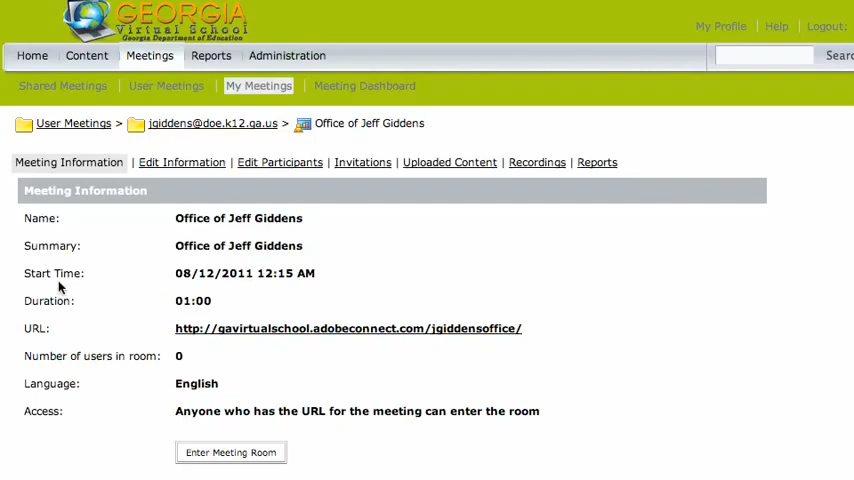 GEORGIA
Virtual School
Georgia Department of Education
My Profile | Help | Logout:
Home Content Meetings Reports Administration
Shared Meetings | User Meetings | My Meetings | Meeting Dashboard
User Meetings > jgiddens@doe.k12.ga.us > Office of Jeff Giddens
Meeting Information | Edit Information | Edit Participants | Invitations | Uploaded Content | Recordings | Reports
Meeting Information
Name: Office of Jeff Giddens
Summary: Office of Jeff Giddens
Start Time: 08/12/2011 12:15 AM
Duration: 01:00
URL: http://gavirtualschool.adobeconnect.com/jgiddensoffice/
Number of users in room: 0
Language: English
Access: Anyone who has the URL for the meeting can enter the room
Enter Meeting Room